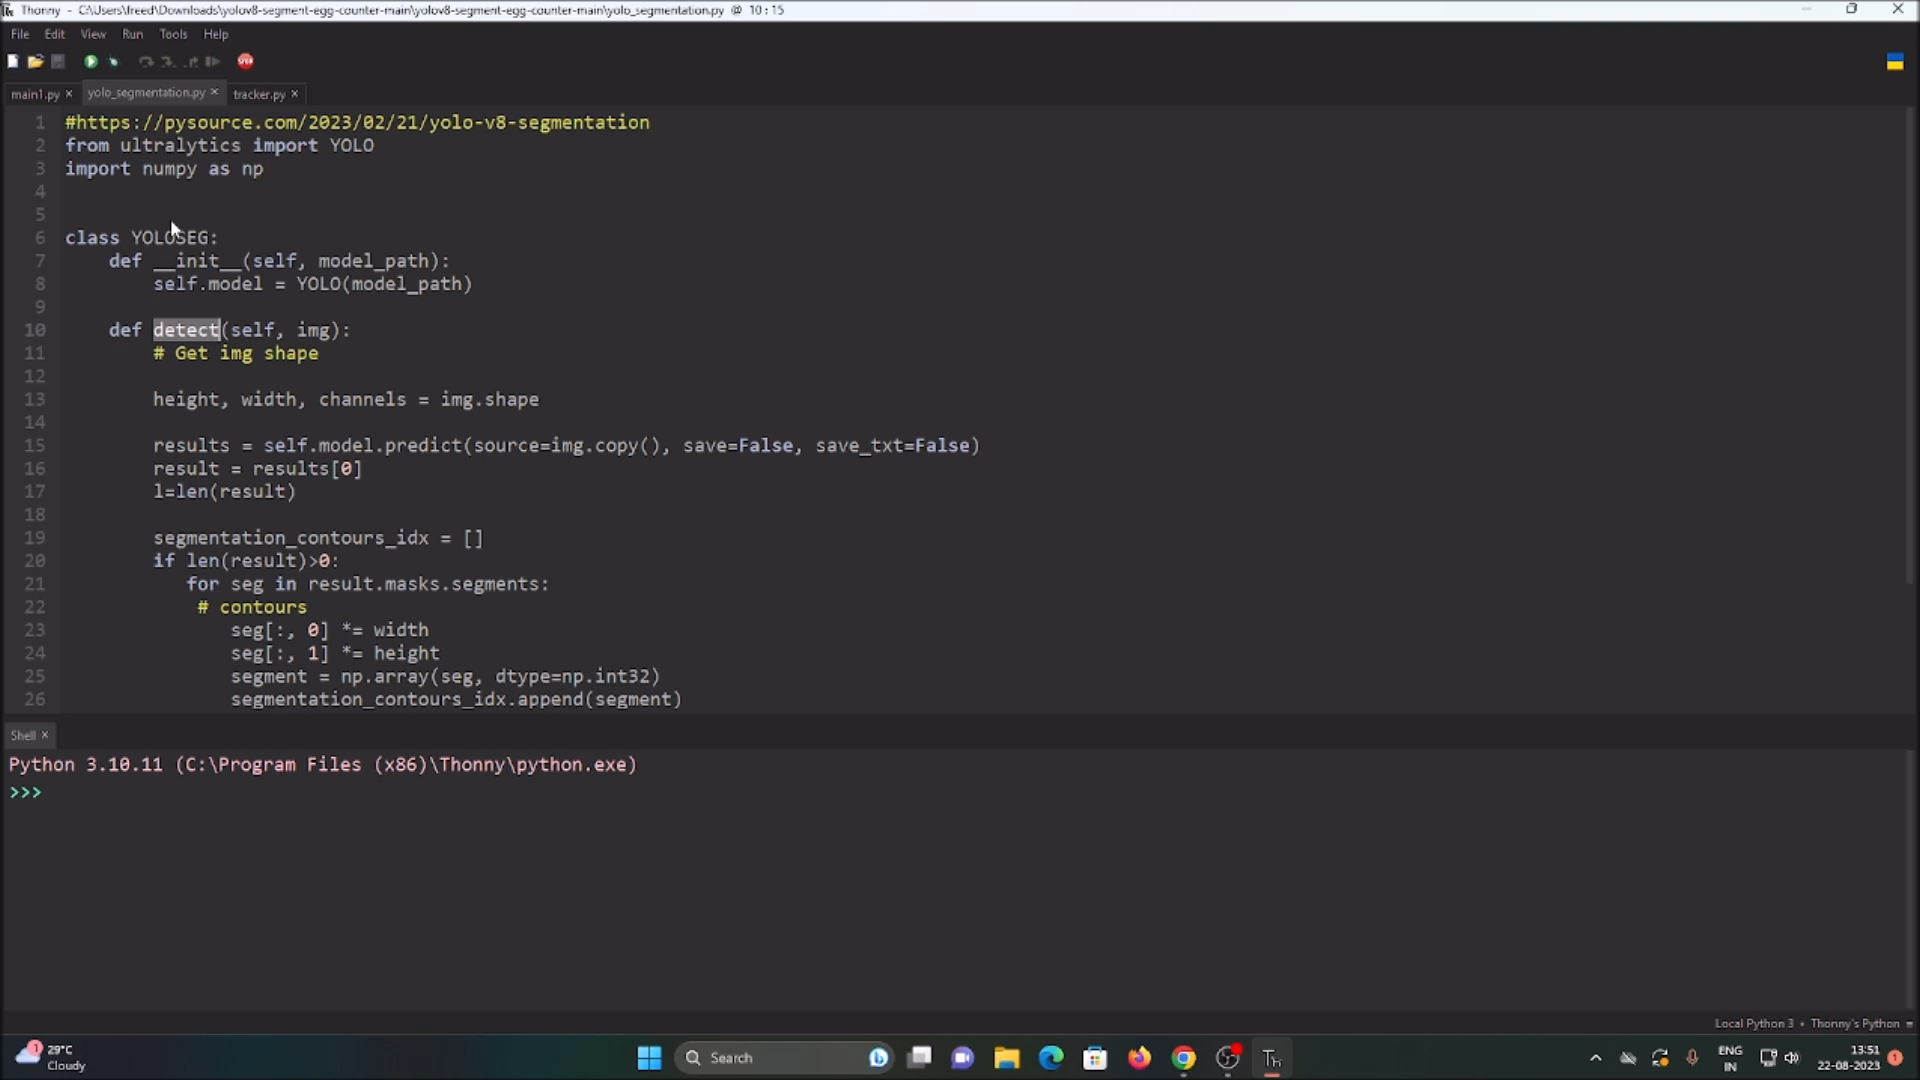 Thonny - C:\Users\freed\Downloads\yolov8-segment-egg-counter-main\yolov8-segment-egg-counter-main\yolo_segmentation.py @ 10:15
File Edit View Run Tools Help
main1.py × yolo_segmentation.py × tracker.py ×
1 #https://pysource.com/2023/02/21/yolo-v8-segmentation
2 from ultralytics import YOLO
3 import numpy as np
4
5
6 class YOLOSEG:
7 def __init__(self, model_path):
8 self.model = YOLO(model_path)
9
10 def detect(self, img):
11 # Get img shape
12
13 height, width, channels = img.shape
14
15 results = self.model.predict(source=img.copy(), save=False, save_txt=False)
16 result = results[0]
17 l=len(result)
18
19 segmentation_contours_idx = []
20 if len(result)>0:
21 for seg in result.masks.segments:
22 # contours
23 seg[:, 0] *= width
24 seg[:, 1] *= height
25 segment = np.array(seg, dtype=np.int32)
26 segmentation_contours_idx.append(segment)
Shell ×
Python 3.10.11 (C:\Program Files (x86)\Thonny\python.exe)
>>>
Local Python 3 • Thonny's Python
1 29°C
Cloudy
Search
Th
ENG
IN
13:51
22-08-2023
1